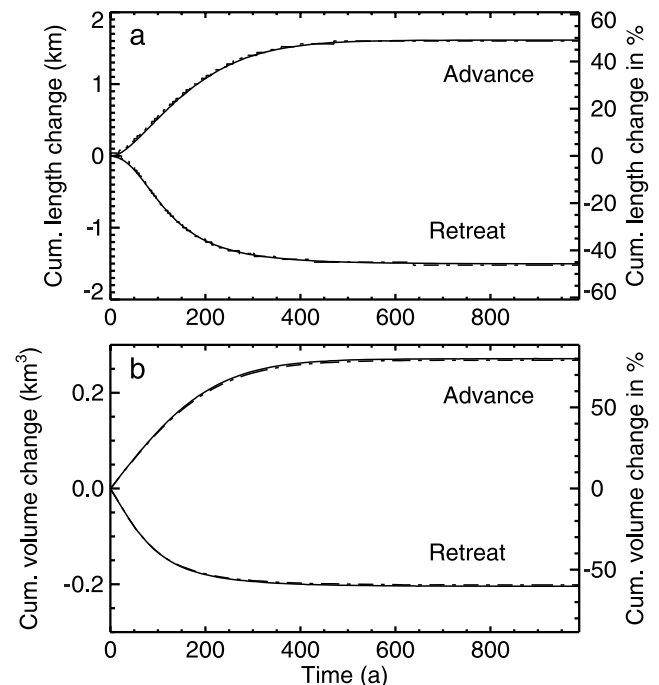 a
Cum. length change (km)
2
1
0
-1
-2
Advance
Retreat
Cum. length change in %
60
40
20
0
-20
-40
-60
0 200 400 600 800
b
Cum. volume change (km³)
0.2
0.0
-0.2
Advance
Retreat
Cum. volume change in %
50
0
-50
0 200 400 600 800
Time (a)